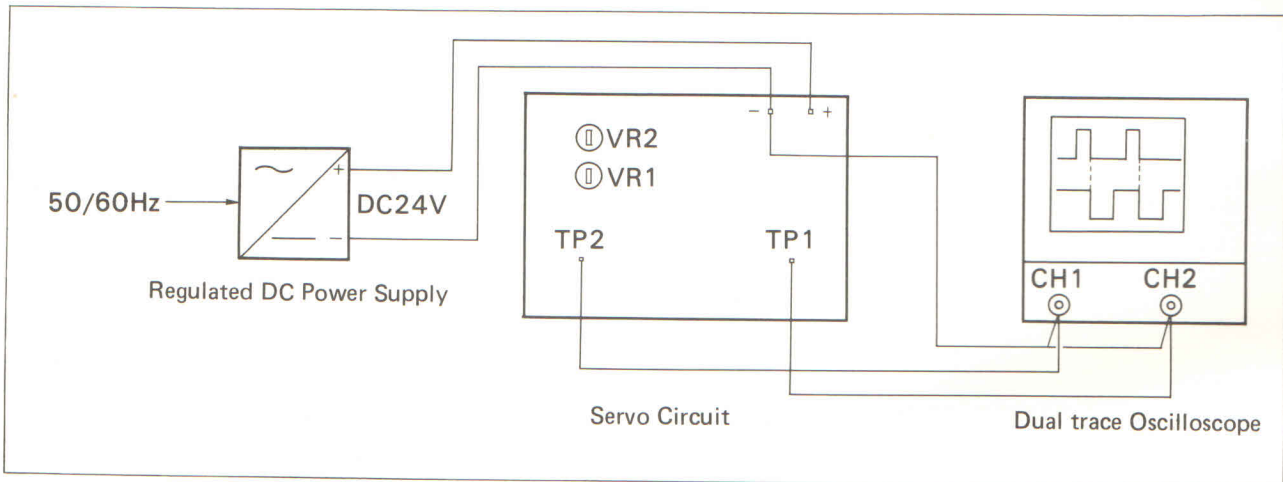 50/60Hz
+
DC24V
−
Regulated DC Power Supply
− +
VR2
VR1
TP2 TP1
Servo Circuit
CH1 CH2
Dual trace Oscilloscope